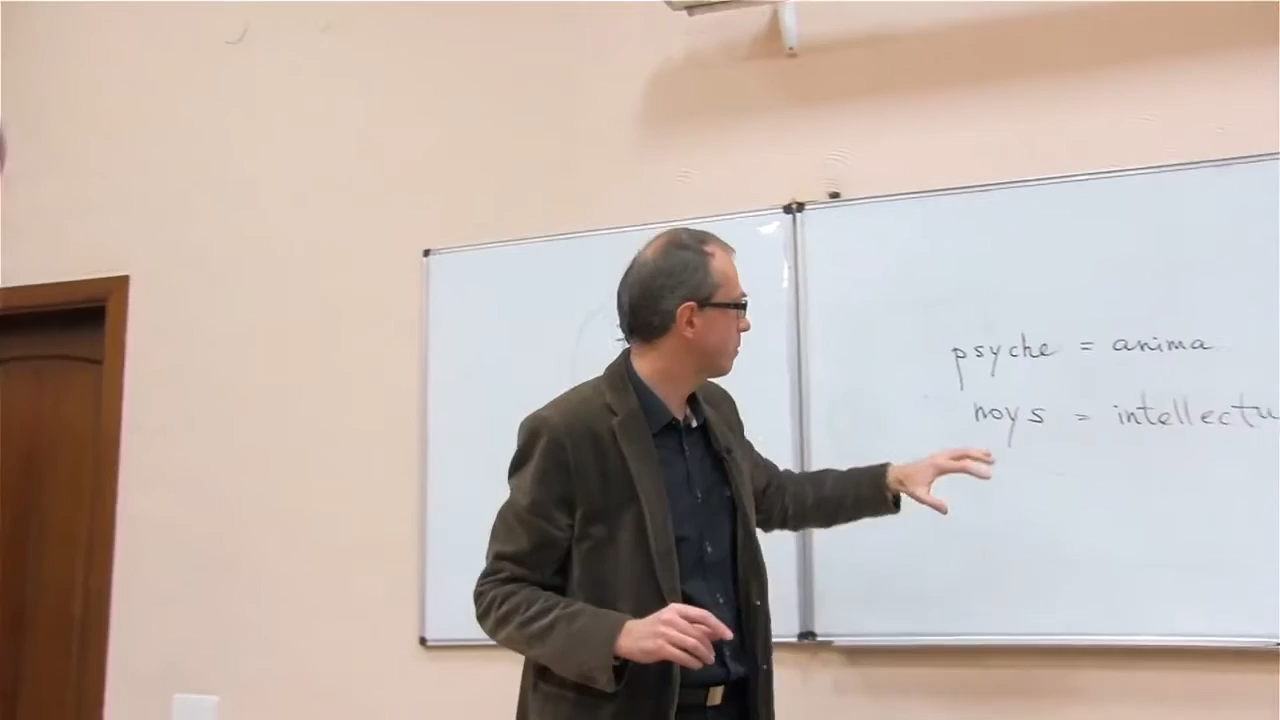 psyche = anima
noys = intellectu